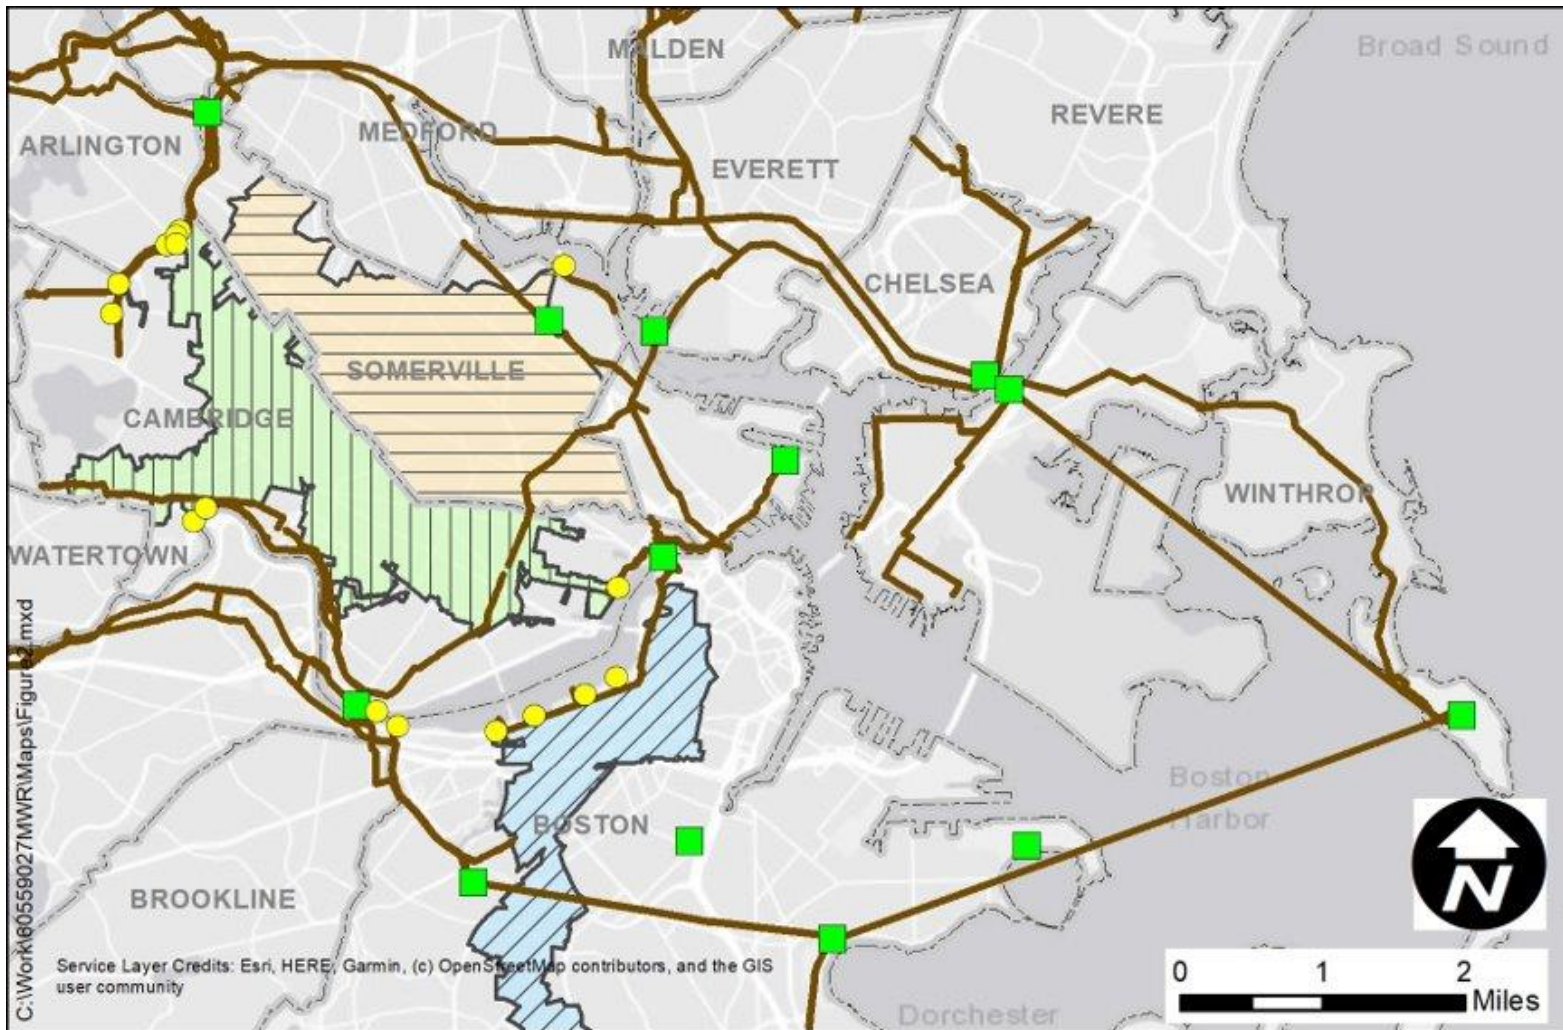 Broad Sound
MALDEN
REVERE
MEDFORD
ARLINGTON
EVERETT
CHELSEA
SOMERVILLE
CAMBRIDGE
WINTHROP
WATERTOWN
Boston
Harbor
BOSTON
BROOKLINE
C:\Work\60559027MWR\Maps\Figure2.mxd
N
Service Layer Credits: Esri, HERE, Garmin, (c) OpenStreetMap contributors, and the GIS
user community
0 1 2
Miles
Dorchester